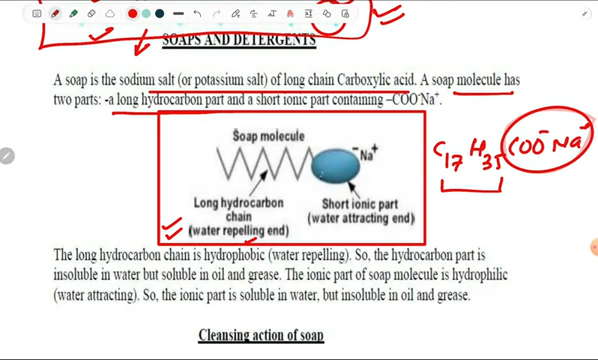 SOAPS AND DETERGENTS
A soap is the sodium salt (or potassium salt) of long chain Carboxylic acid. A soap molecule has
two parts: -a long hydrocarbon part and a short ionic part containing –COO⁻Na⁺.
Soap molecule
⁻Na⁺
C₁₇H₃₅COO⁻Na⁺
Long hydrocarbon Short ionic part
chain (water attracting end)
(water repelling end)
The long hydrocarbon chain is hydrophobic (water repelling). So, the hydrocarbon part is
insoluble in water but soluble in oil and grease. The ionic part of soap molecule is hydrophilic
(water attracting). So, the ionic part is soluble in water, but insoluble in oil and grease.
Cleansing action of soap